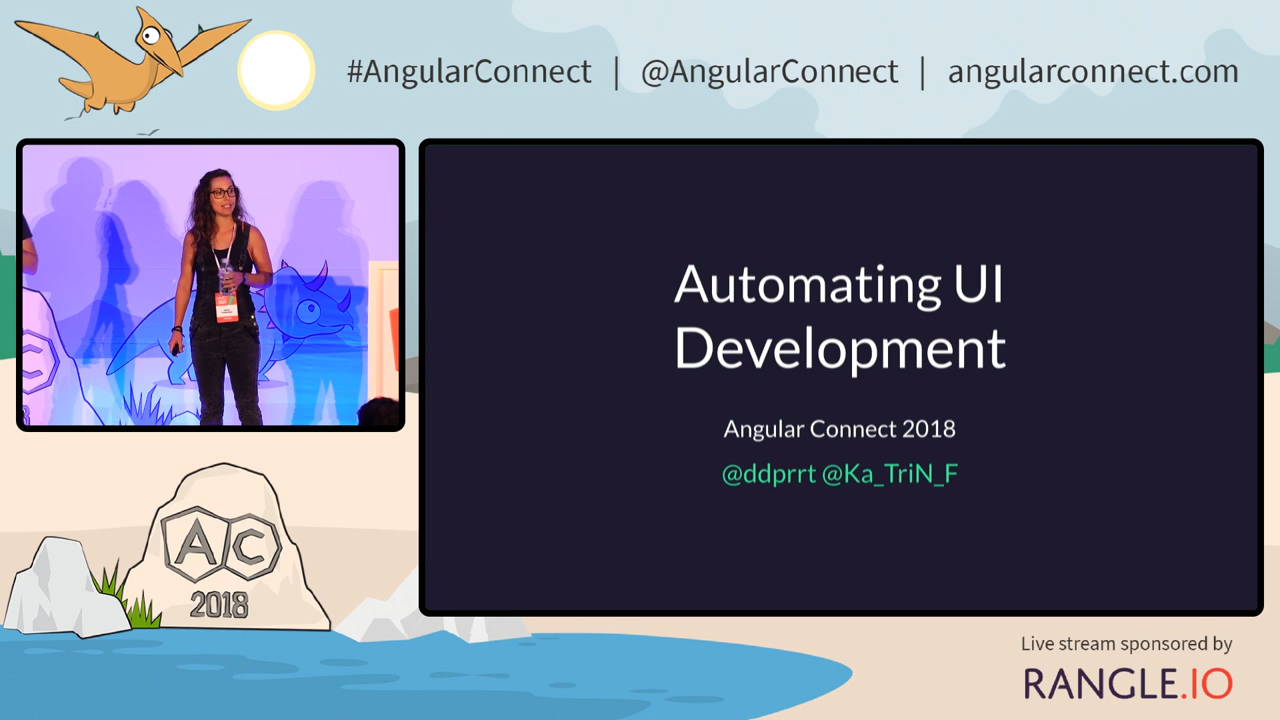 #AngularConnect | @AngularConnect | angularconnect.com
Automating UI
Development
Angular Connect 2018
@ddprrt @Ka_TriN_F
AC
2018
Live stream sponsored by
RANGLE.IO